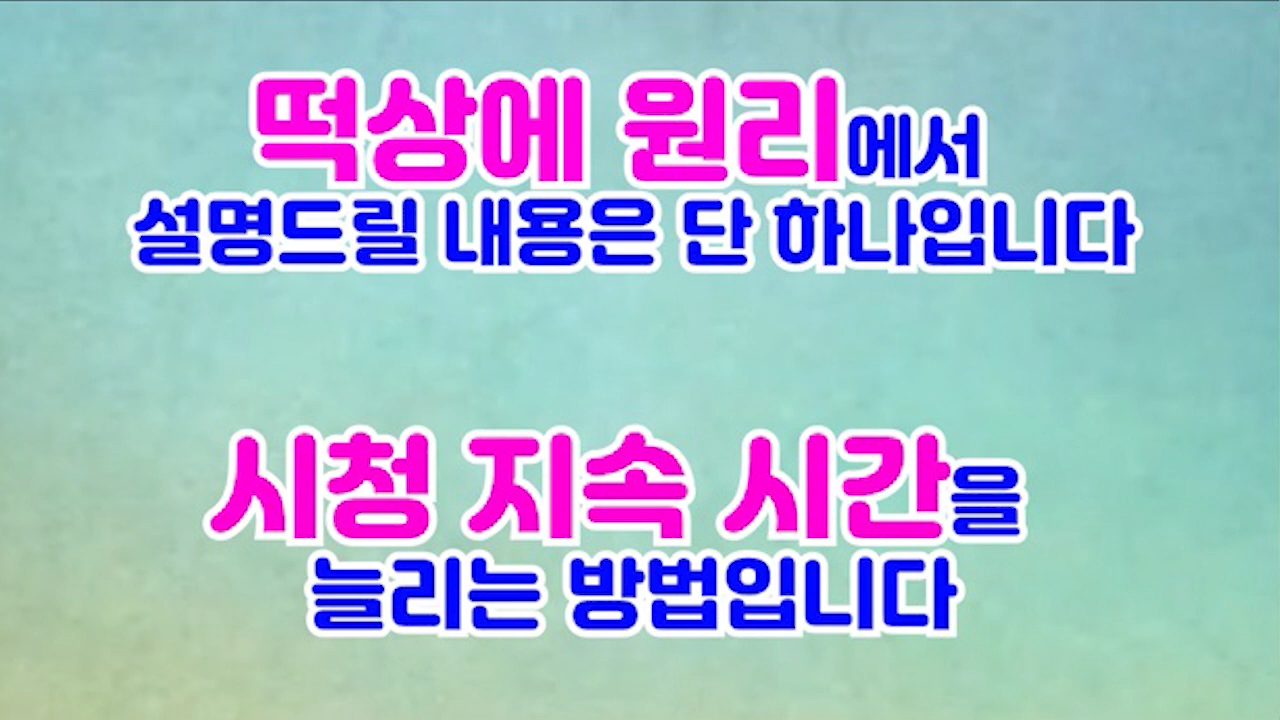 떡상에 원리에서
설명드릴 내용은 단 하나입니다
시청 지속 시간을
늘리는 방법입니다